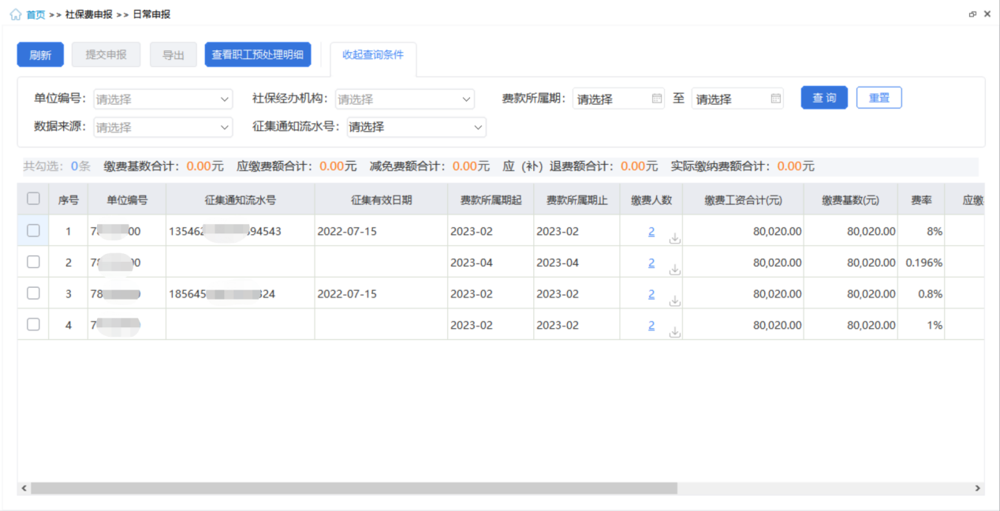 首页 >> 社保费申报 >> 日常申报
刷新 提交申报 导出 查看职工预处理明细 收起查询条件
单位编号： 请选择 社保经办机构： 请选择 费款所属期： 请选择 至 请选择 查询 重置
数据来源： 请选择 征集通知流水号： 请选择
共勾选： 0条 缴费基数合计： 0.00元 应缴费额合计： 0.00元 减免费额合计： 0.00元 应（补）退费额合计： 0.00元 实际缴纳费额合计： 0.00元
序号 单位编号 征集通知流水号 征集有效日期 费款所属期起 费款所属期止 缴费人数 缴费工资合计(元) 缴费基数(元) 费率 应缴
1 7 00 13546 94543 2022-07-15 2023-02 2023-02 2 80,020.00 80,020.00 8%
2 78 0 2023-04 2023-04 2 80,020.00 80,020.00 0.196%
3 78 185645 324 2022-07-15 2023-02 2023-02 2 80,020.00 80,020.00 0.8%
4 7 2023-02 2023-02 2 80,020.00 80,020.00 1%